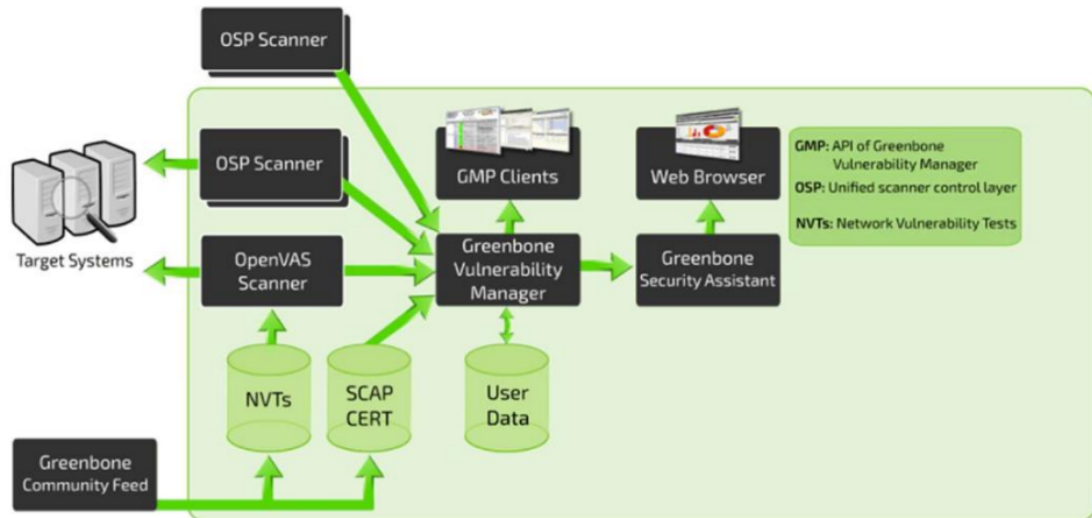 OSP Scanner
OSP Scanner
GMP Clients
Web Browser
GMP: API of Greenbone
Vulnerability Manager
OSP: Unified scanner control layer
NVTs: Network Vulnerability Tests
Target Systems
OpenVAS
Scanner
Greenbone
Vulnerability
Manager
Greenbone
Security Assistant
NVTs
SCAP
CERT
User
Data
Greenbone
Community Feed